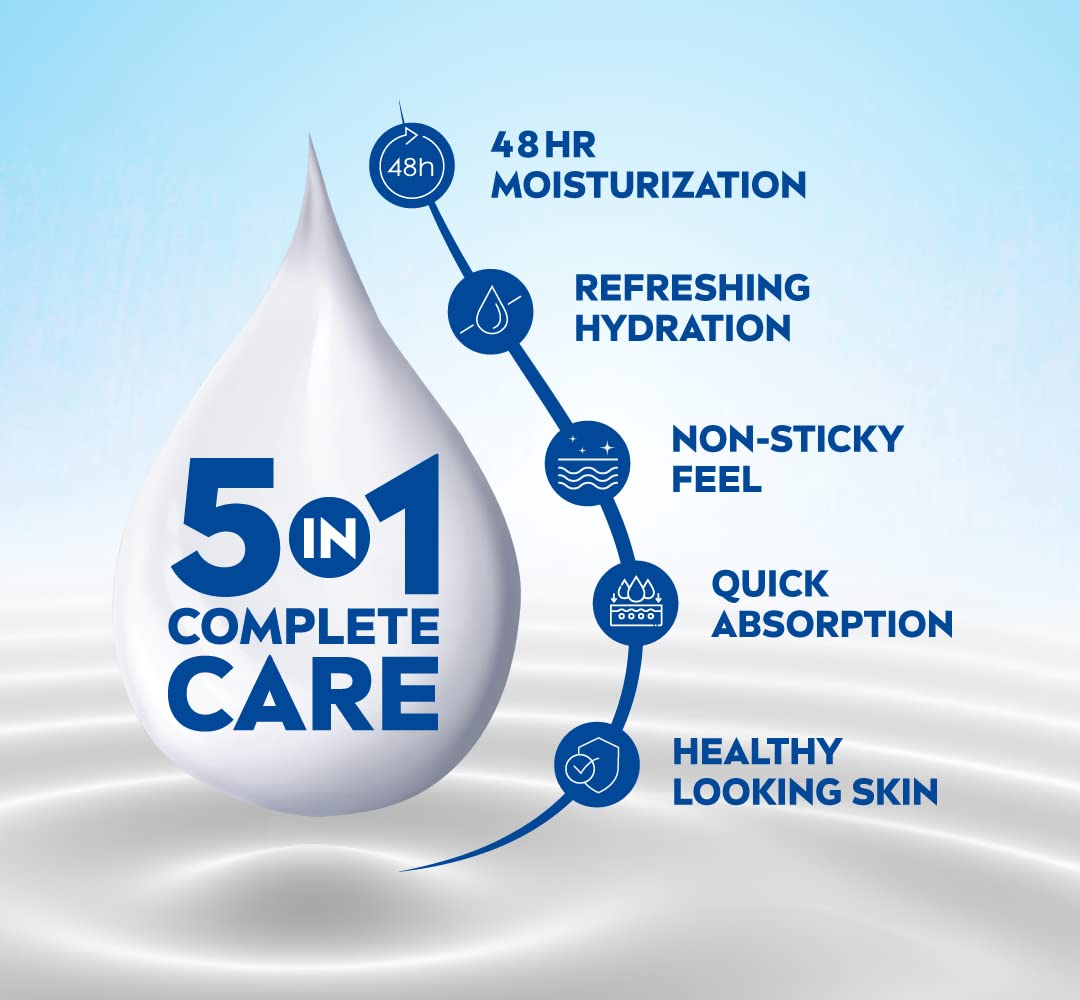 5 IN 1
COMPLETE
CARE
48h
48 HR
MOISTURIZATION
REFRESHING
HYDRATION
NON-STICKY
FEEL
QUICK
ABSORPTION
HEALTHY
LOOKING SKIN